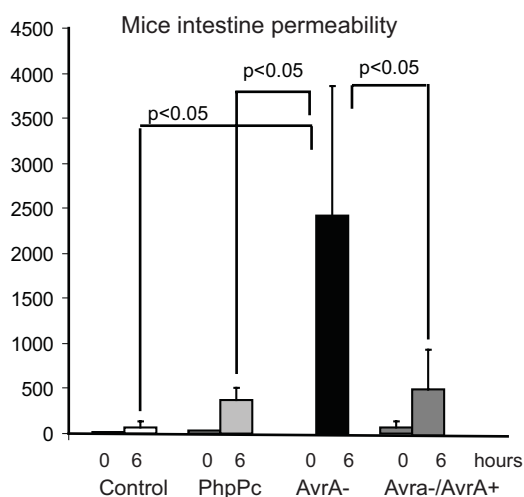 Mice intestine permeability
4500
4000
3500
3000
2500
2000
1500
1000
500
0
p<0.05
p<0.05
p<0.05
0 6 0 6 0 6 0 6 hours
Control PhpPc AvrA- Avra-/AvrA+